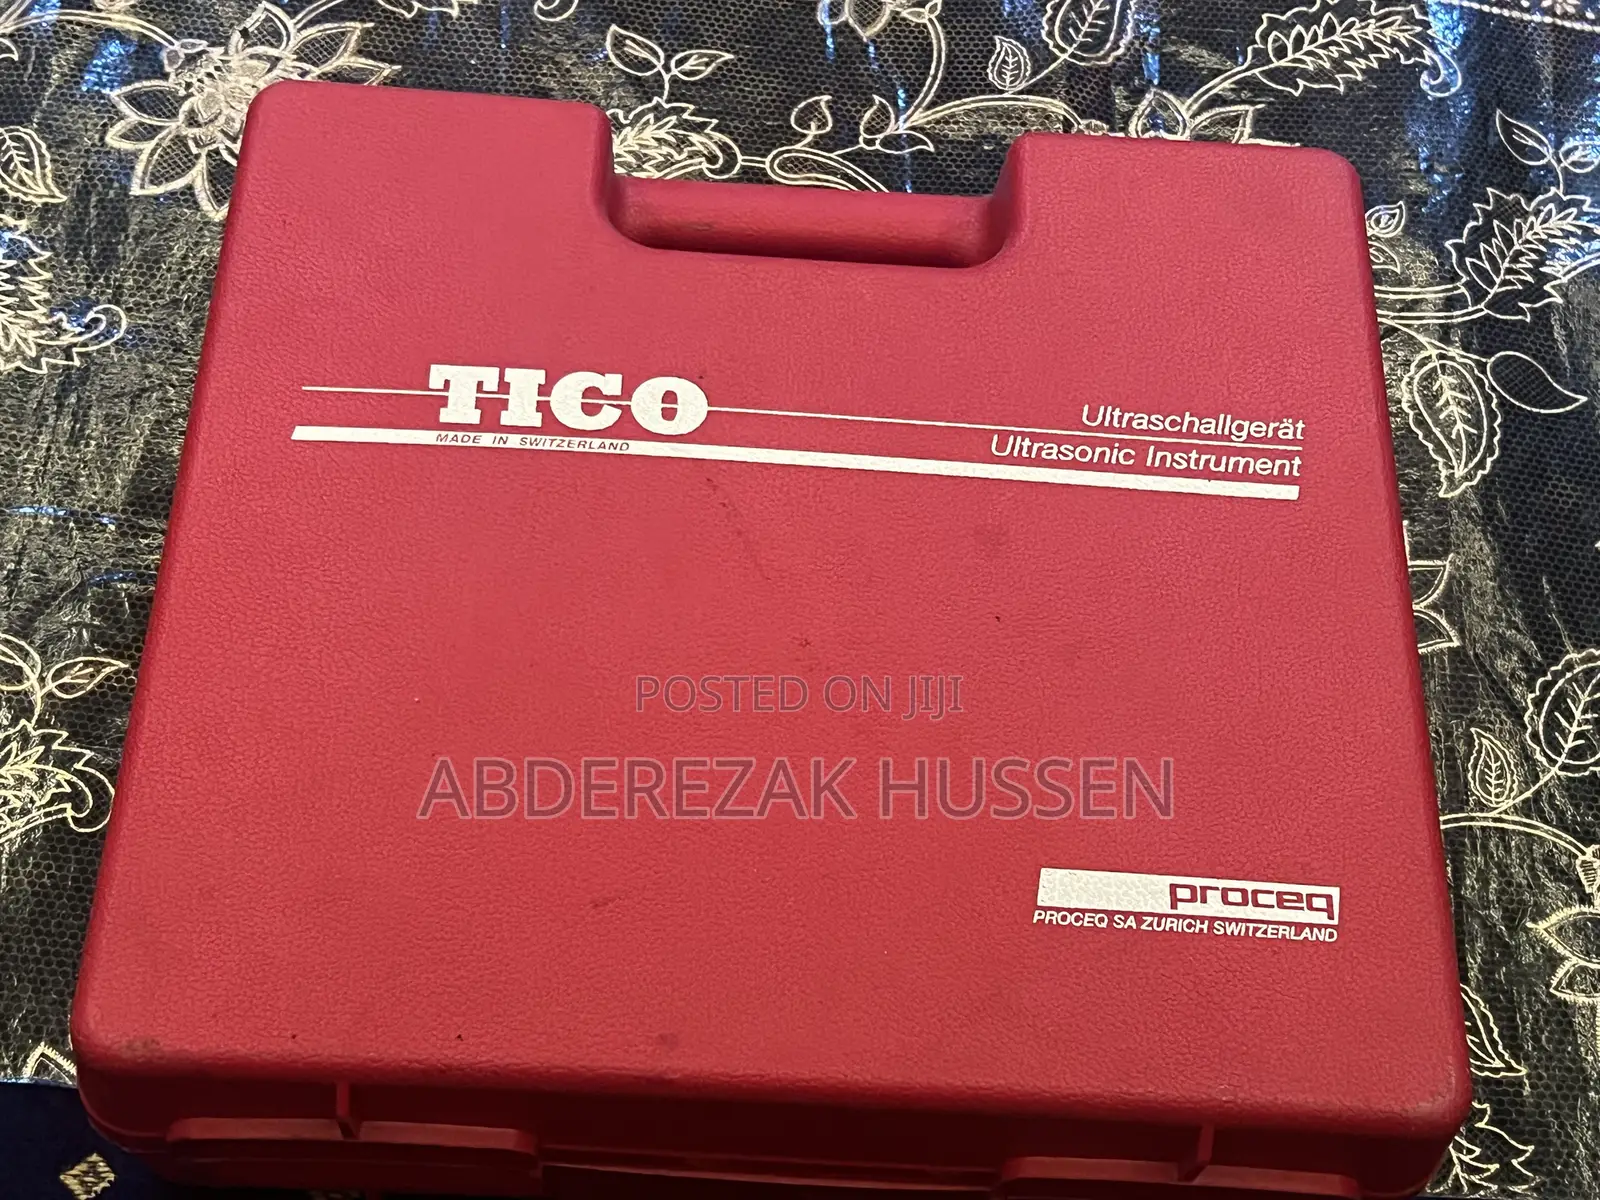 TICO
MADE IN SWITZERLAND
Ultraschallgerät
Ultrasonic Instrument
POSTED ON JIJI
ABDEREZAK HUSSEN
proceq
PROCEQ SA ZURICH SWITZERLAND